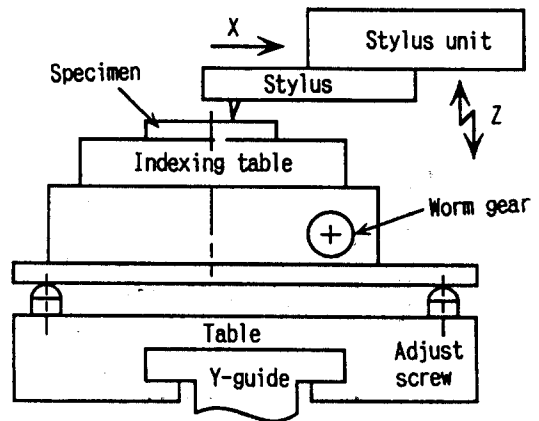 X
Stylus unit
Specimen
Stylus
Z
Indexing table
Worm gear
Table
Adjust
screw
Y-guide